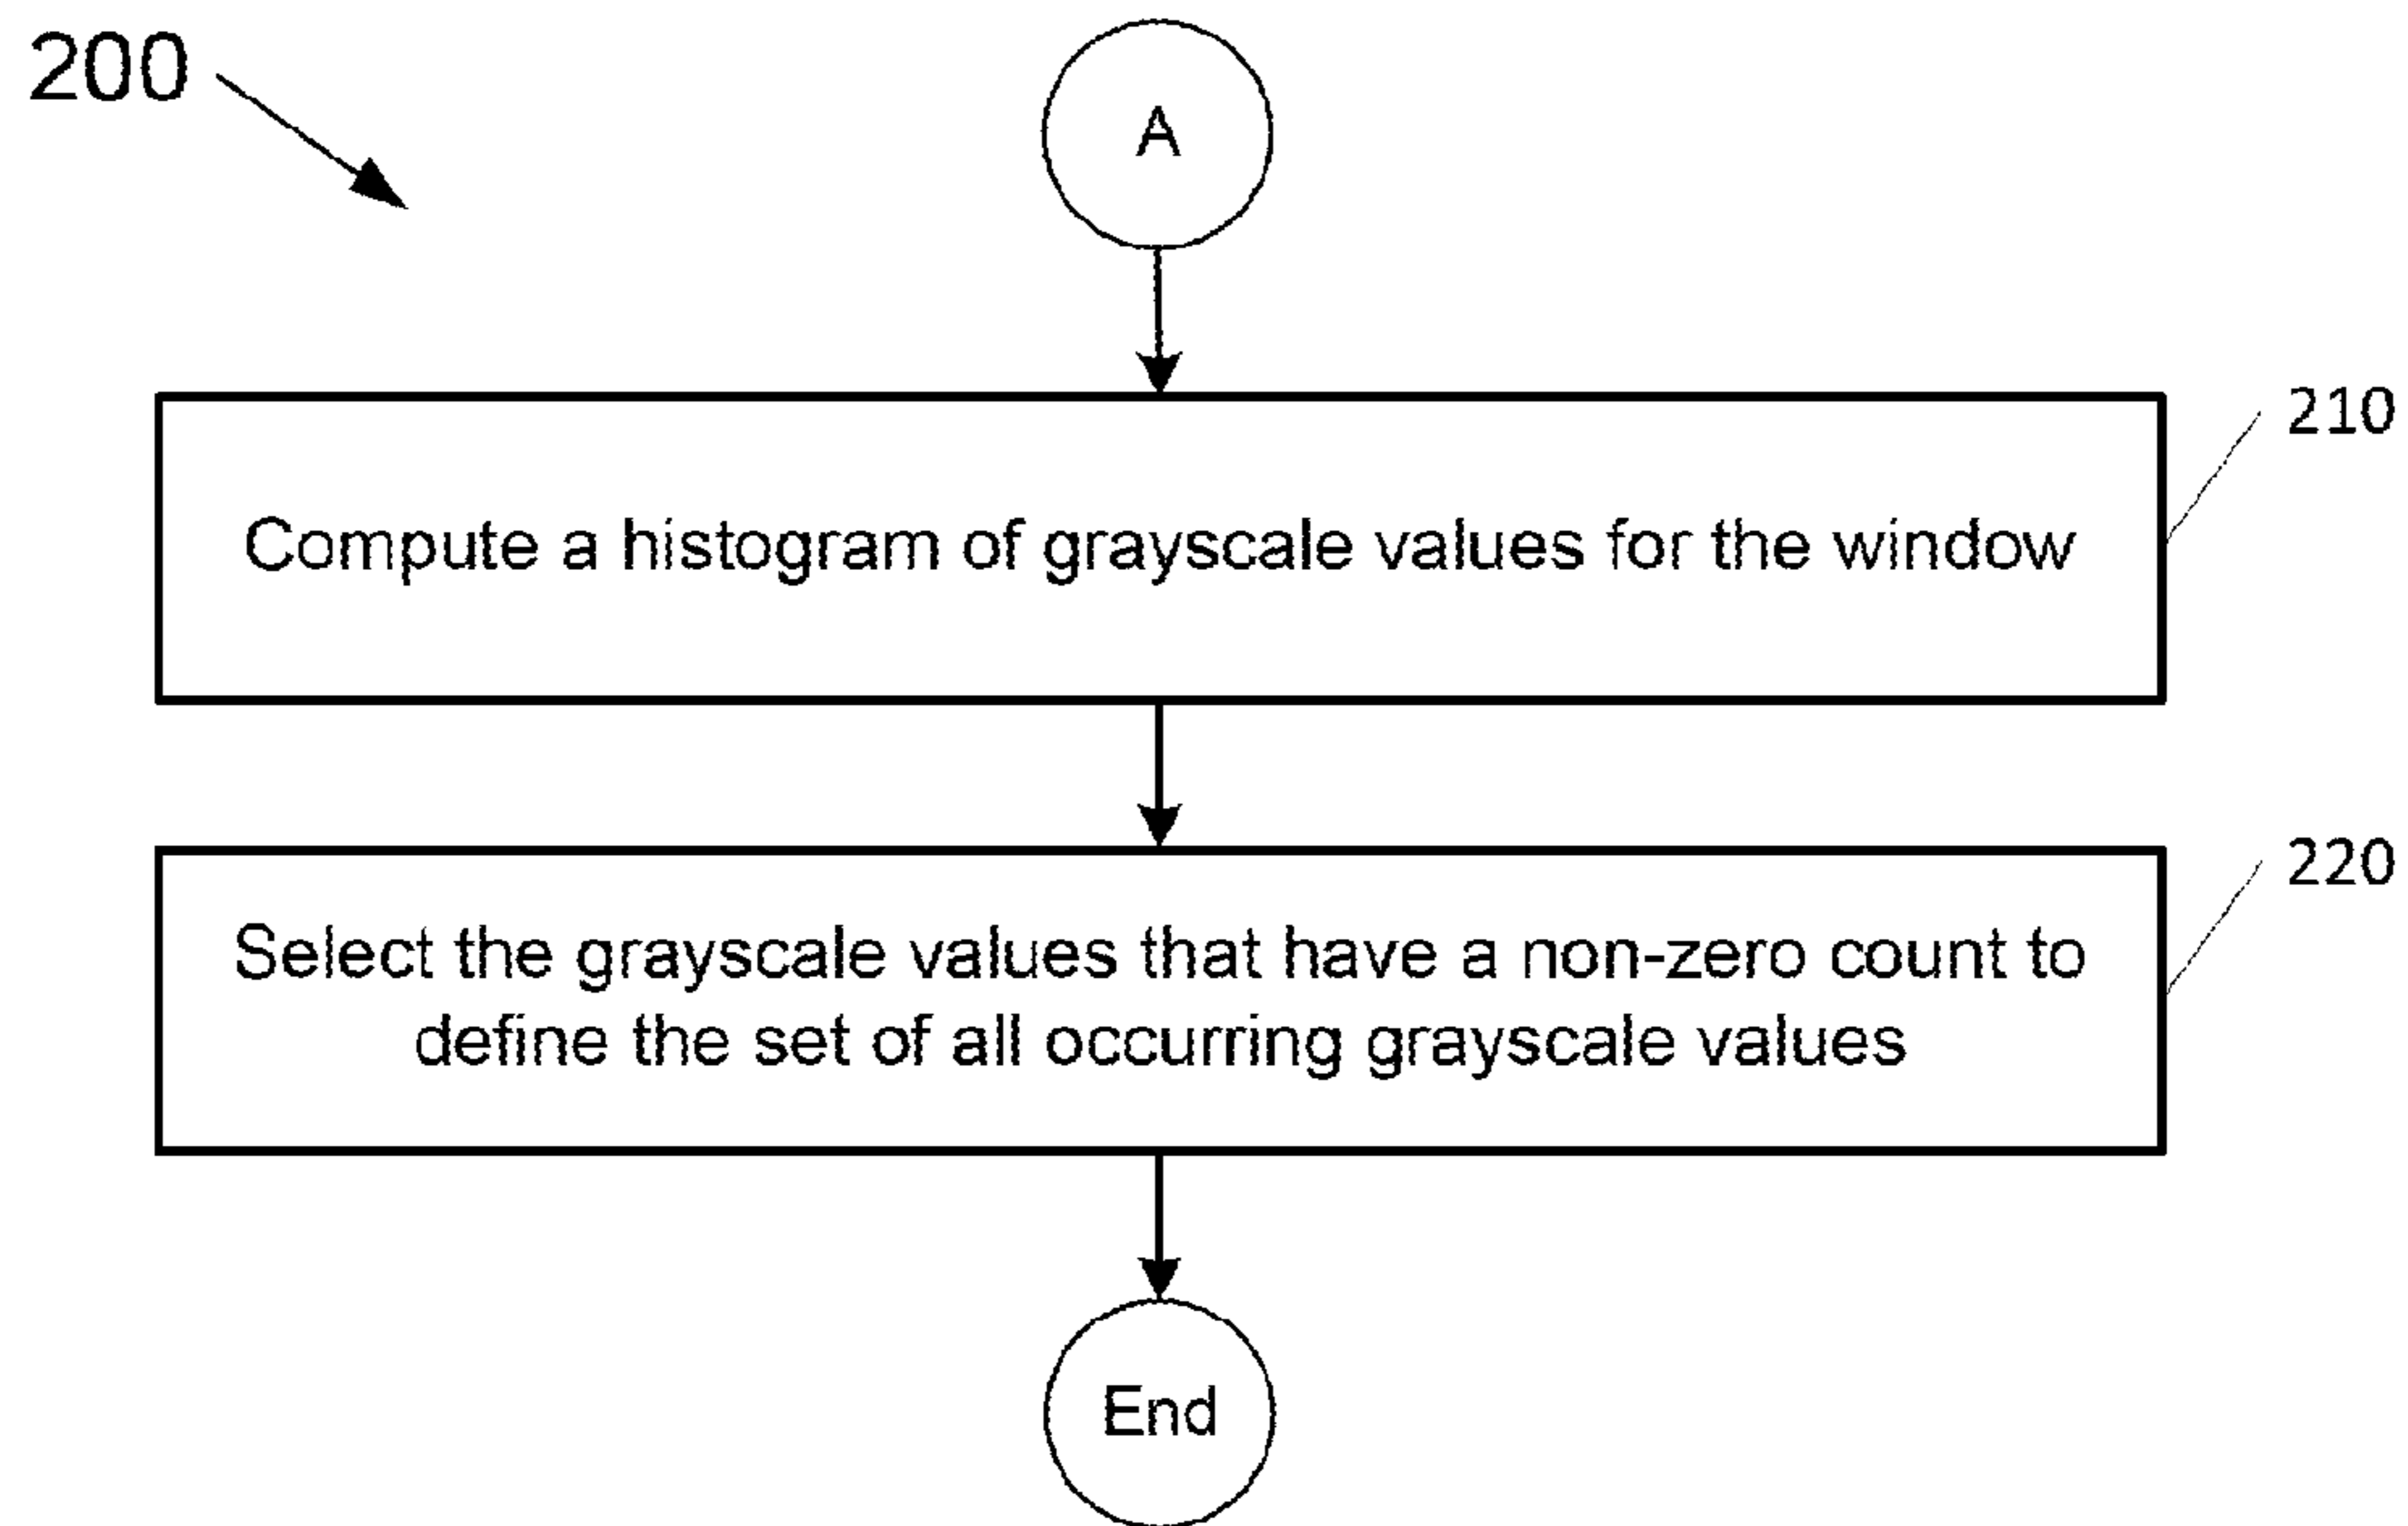 200
A
210
Compute a histogram of grayscale values for the window
220
Select the grayscale values that have a non-zero count to
define the set of all occurring grayscale values
End